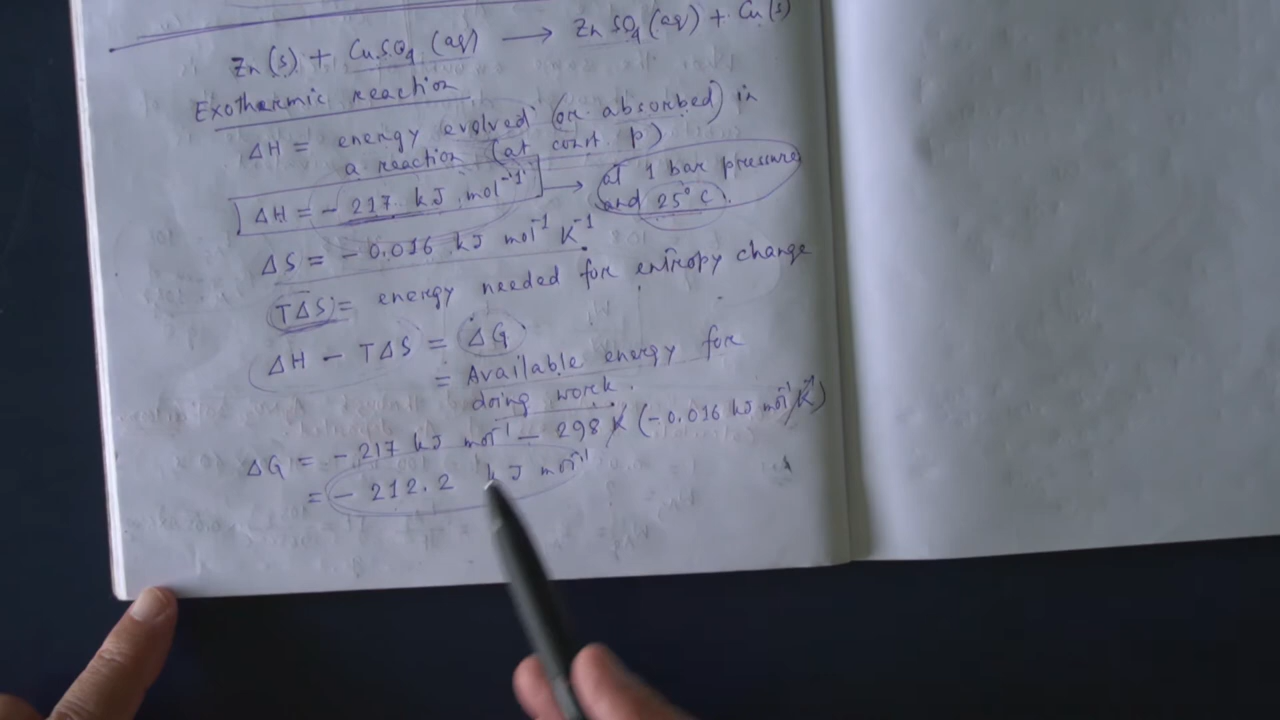 Zn(s) + CuSO₄ (aq) ⟶ ZnSO₄(aq) + Cu(s)
Exothermic reaction
ΔH = energy evolved (or absorbed) in
a reaction (at const. p)
ΔH = - 217 kJ mol⁻¹ → at 1 bar pressure
and 25°C.
ΔS = - 0.016 kJ mol⁻¹ K⁻¹
TΔS = energy needed for entropy change
ΔH - TΔS = ΔG
= Available energy for
doing work.
ΔG = - 217 kJ mol⁻¹ - 298 K (-0.016 kJ mol⁻¹ K⁻¹)
= - 212.2 kJ mol⁻¹